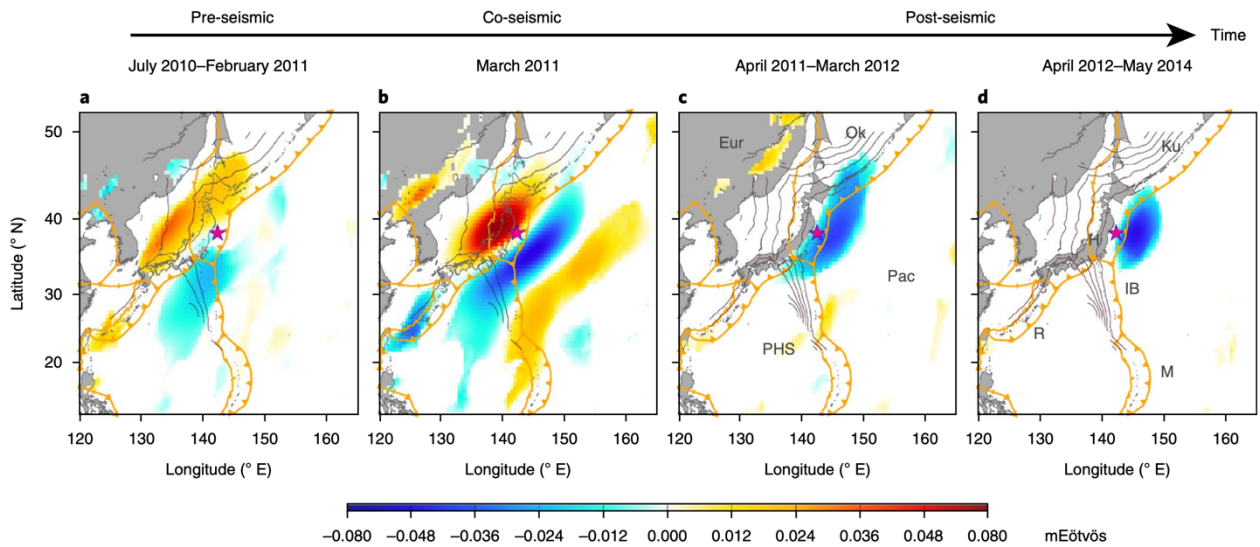 Pre-seismic Co-seismic Post-seismic
Time
July 2010–February 2011 March 2011 April 2011–March 2012 April 2012–May 2014
a b c d
Latitude (° N)
50
40
30
20
Eur Ok
Pac
PHS
Ku
H
IB
R
M
120 130 140 150 160 120 130 140 150 160 120 130 140 150 160 120 130 140 150 160
Longitude (° E) Longitude (° E) Longitude (° E) Longitude (° E)
−0.080 −0.048 −0.036 −0.024 −0.012 0.000 0.012 0.024 0.036 0.048 0.080 mEötvös